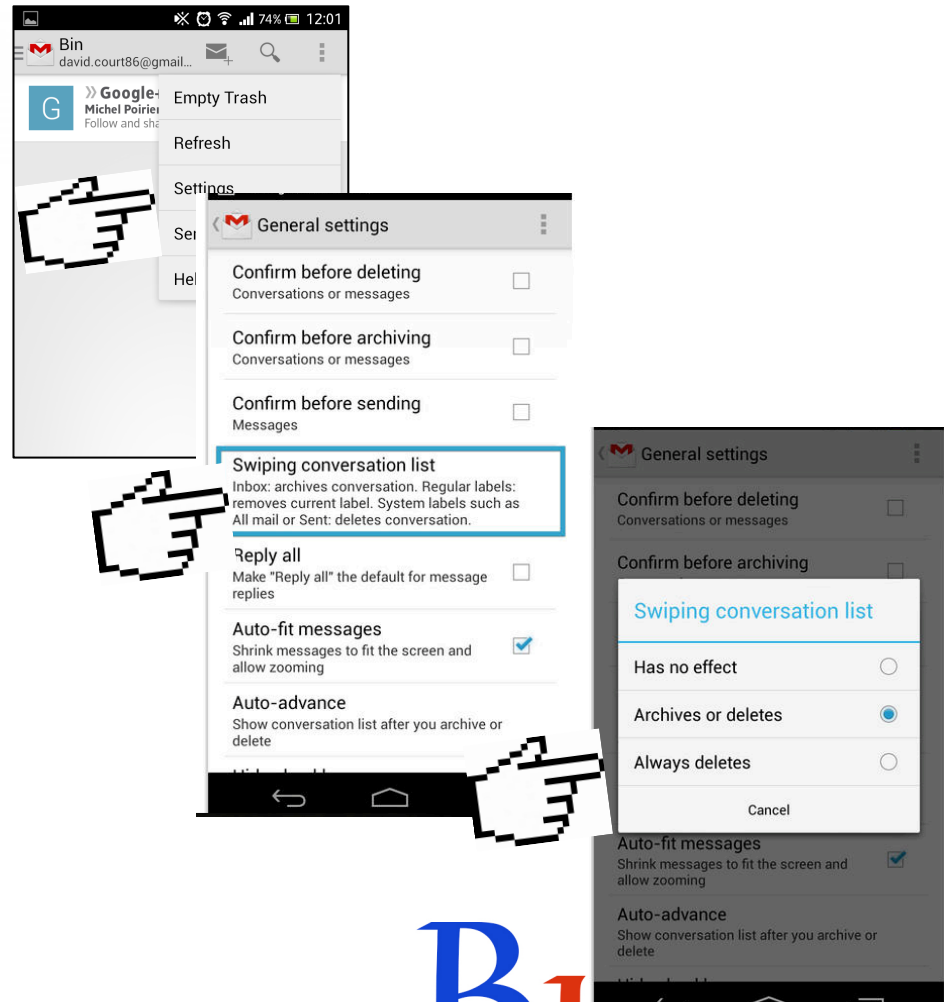 74% 12:01
Bin
david.court86@gmail...
G
Google+
Michel Poirier
Follow and sha
Empty Trash
Refresh
Settings
Hel
General settings
Confirm before deleting
Conversations or messages
Confirm before archiving
Conversations or messages
Confirm before sending
Messages
Swiping conversation list
Inbox: archives conversation. Regular labels:
removes current label. System labels such as
All mail or Sent: deletes conversation.
Reply all
Make "Reply all" the default for message
replies
Auto-fit messages
Shrink messages to fit the screen and
allow zooming
Auto-advance
Show conversation list after you archive or
delete
General settings
Confirm before deleting
Conversations or messages
Confirm before archiving
Swiping conversation list
Has no effect
Archives or deletes
Always deletes
Cancel
Auto-fit messages
Shrink messages to fit the screen and
allow zooming
Auto-advance
Show conversation list after you archive or
delete
B